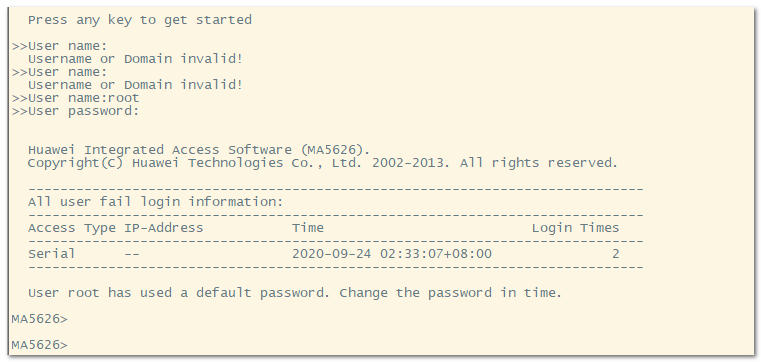 Press any key to get started
>>User name:
Username or Domain invalid!
>>User name:
Username or Domain invalid!
>>User name:root
>>User password:
Huawei Integrated Access Software (MA5626).
Copyright(C) Huawei Technologies Co., Ltd. 2002-2013. All rights reserved.
-----------------------------------------------------------------------------
All user fail login information:
-----------------------------------------------------------------------------
Access Type IP-Address           Time                          Login Times
-----------------------------------------------------------------------------
Serial      --                   2020-09-24 02:33:07+08:00               2
-----------------------------------------------------------------------------
User root has used a default password. Change the password in time.
MA5626>
MA5626>